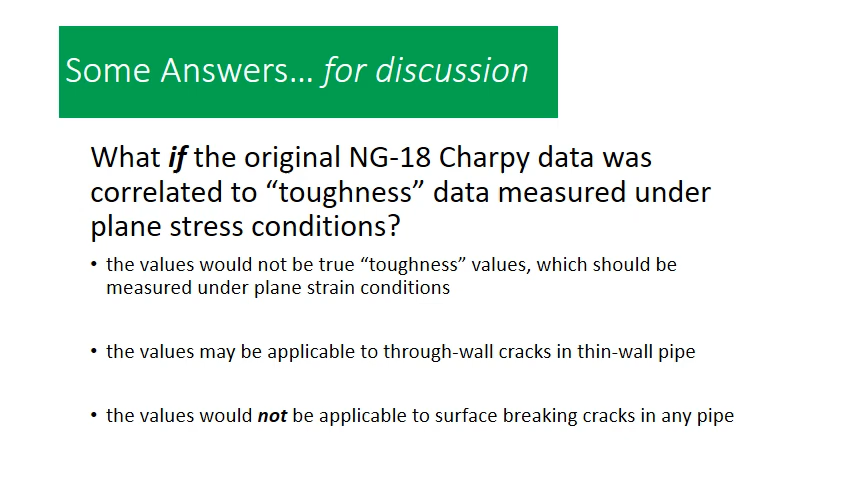 Some Answers… for discussion
What if the original NG-18 Charpy data was
correlated to “toughness” data measured under
plane stress conditions?
• the values would not be true “toughness” values, which should be
measured under plane strain conditions
• the values may be applicable to through-wall cracks in thin-wall pipe
• the values would not be applicable to surface breaking cracks in any pipe